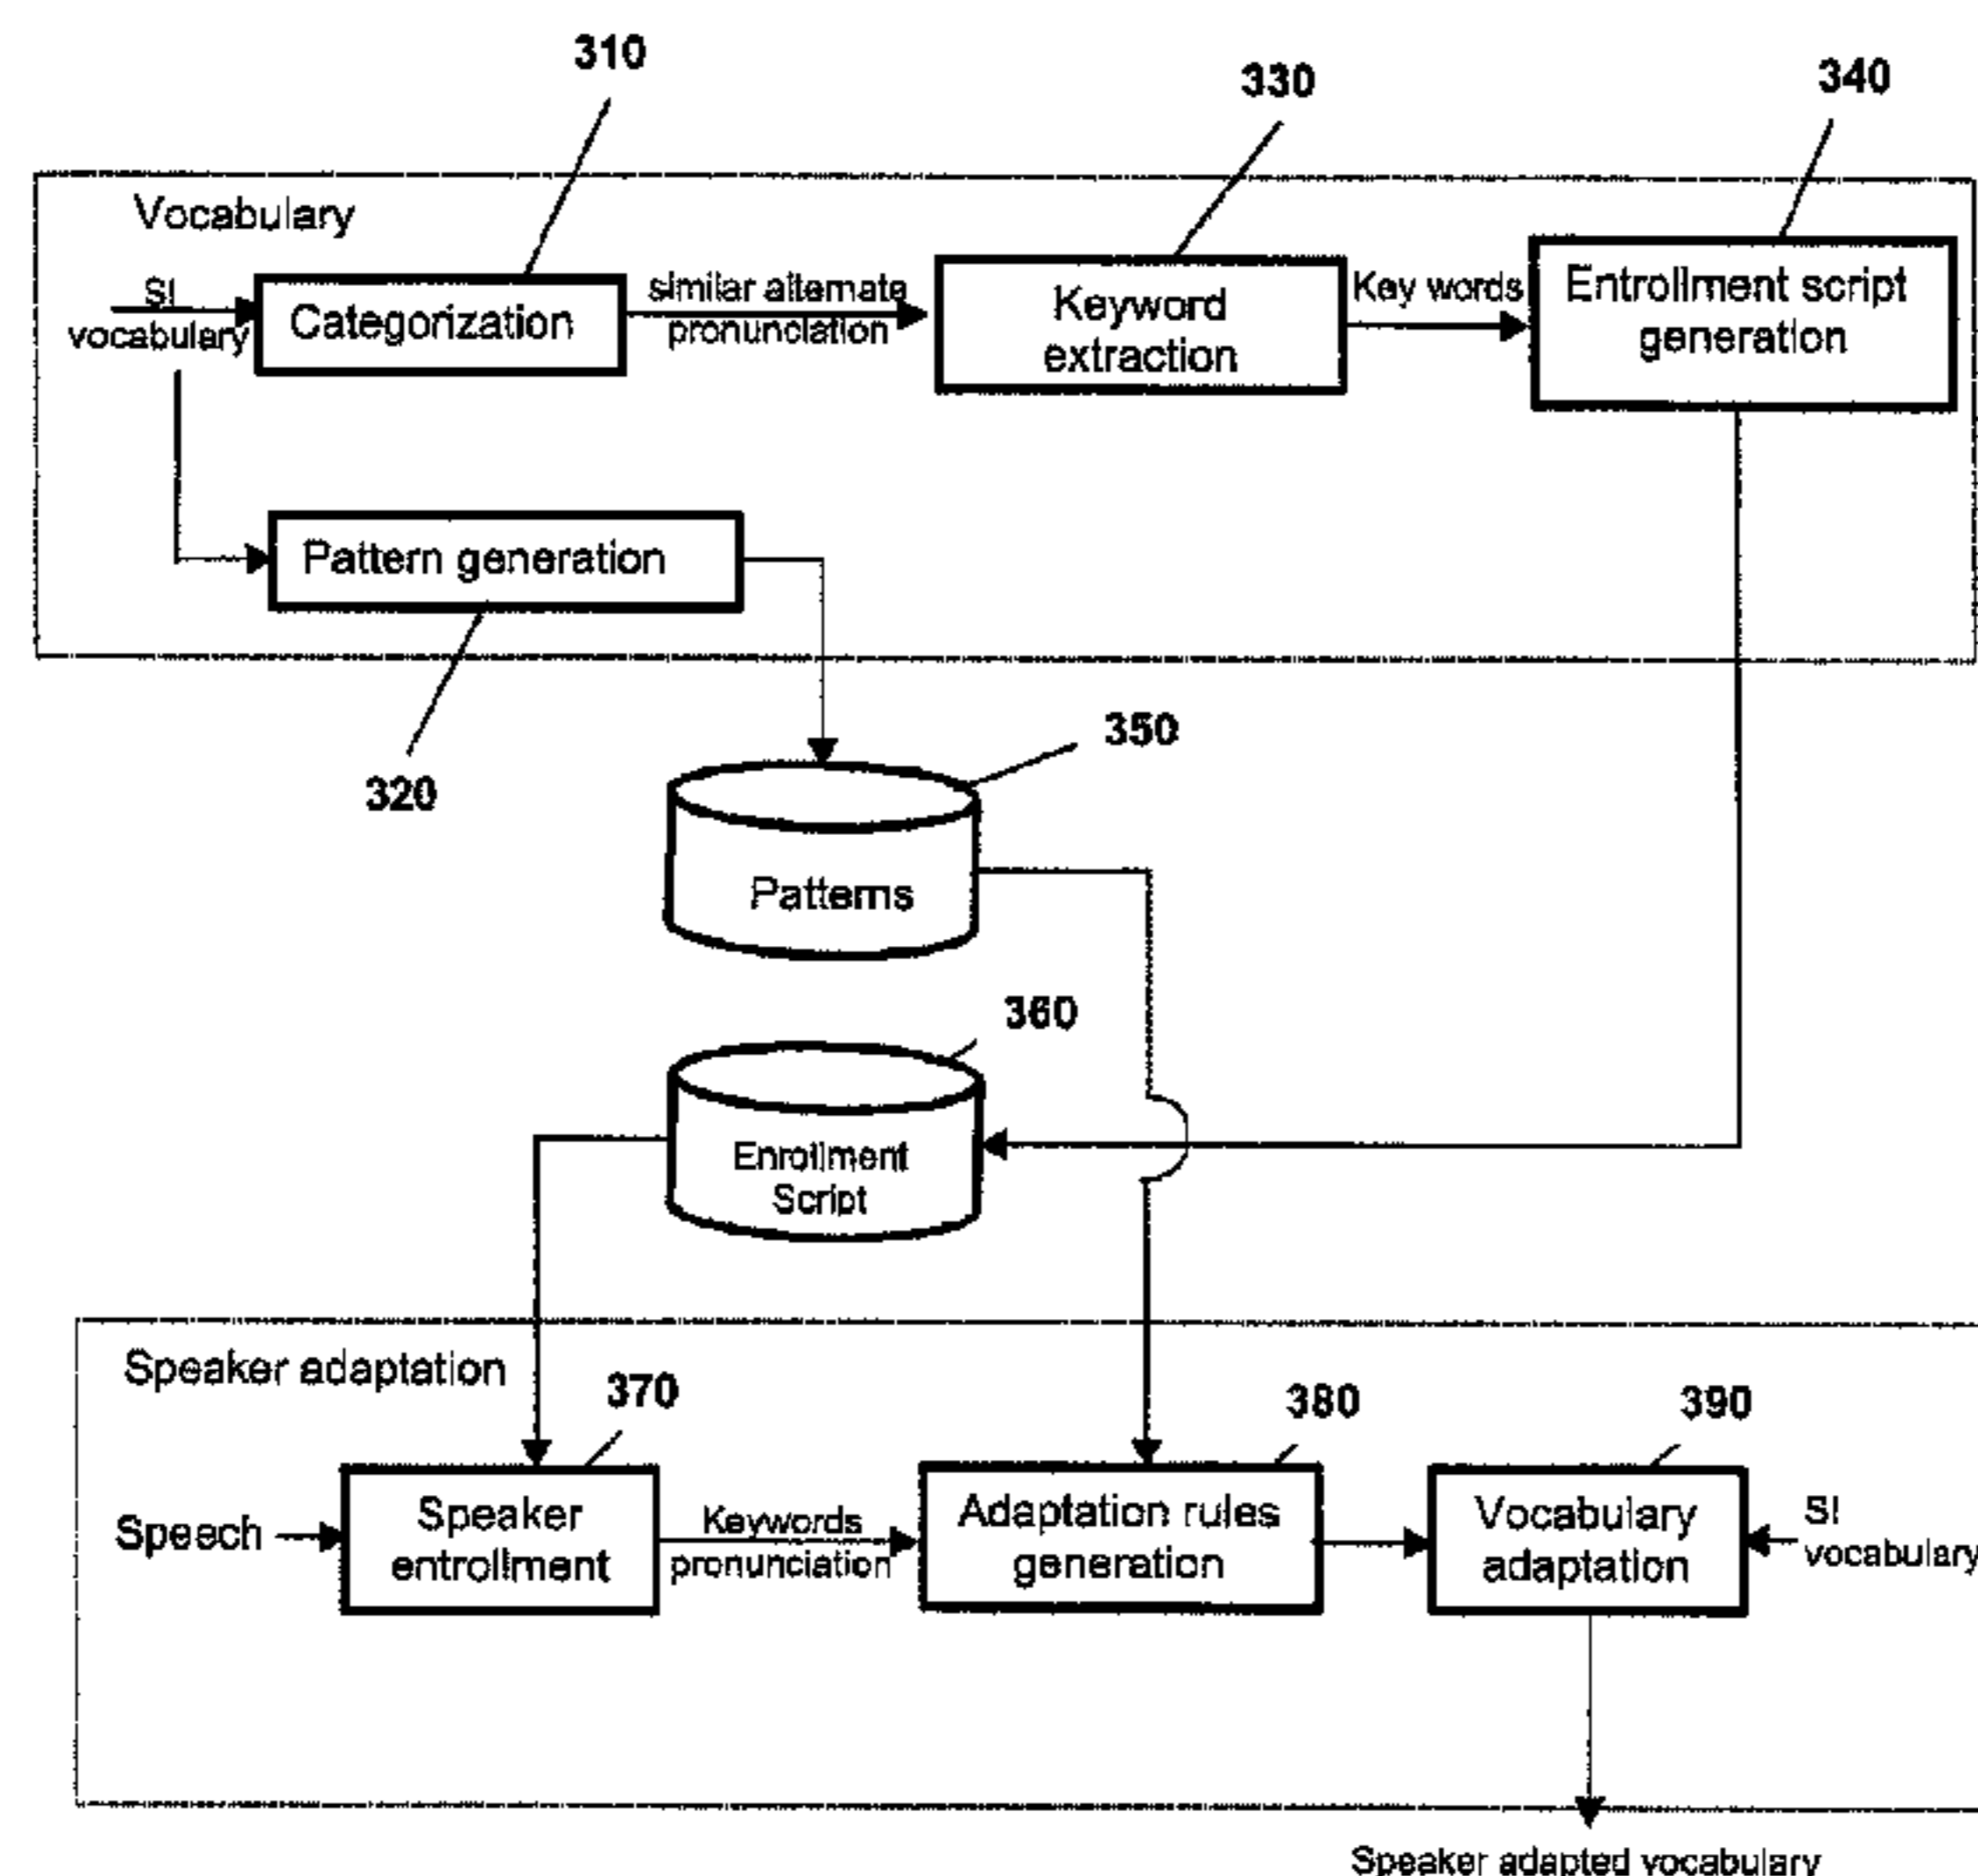 310
330
340
Vocabulary
SI
vocabulary
Categorization
similar alternate
pronunciation
Keyword
extraction
Key words
Entrollment script
generation
Pattern generation
320
350
Patterns
360
Enrollment
Script
Speaker adaptation
370
380
390
Speech
Speaker
entrollment
Keywords
pronunciation
Adaptation rules
generation
Vocabulary
adaptation
SI
vocabulary
Speaker adapted vocabulary